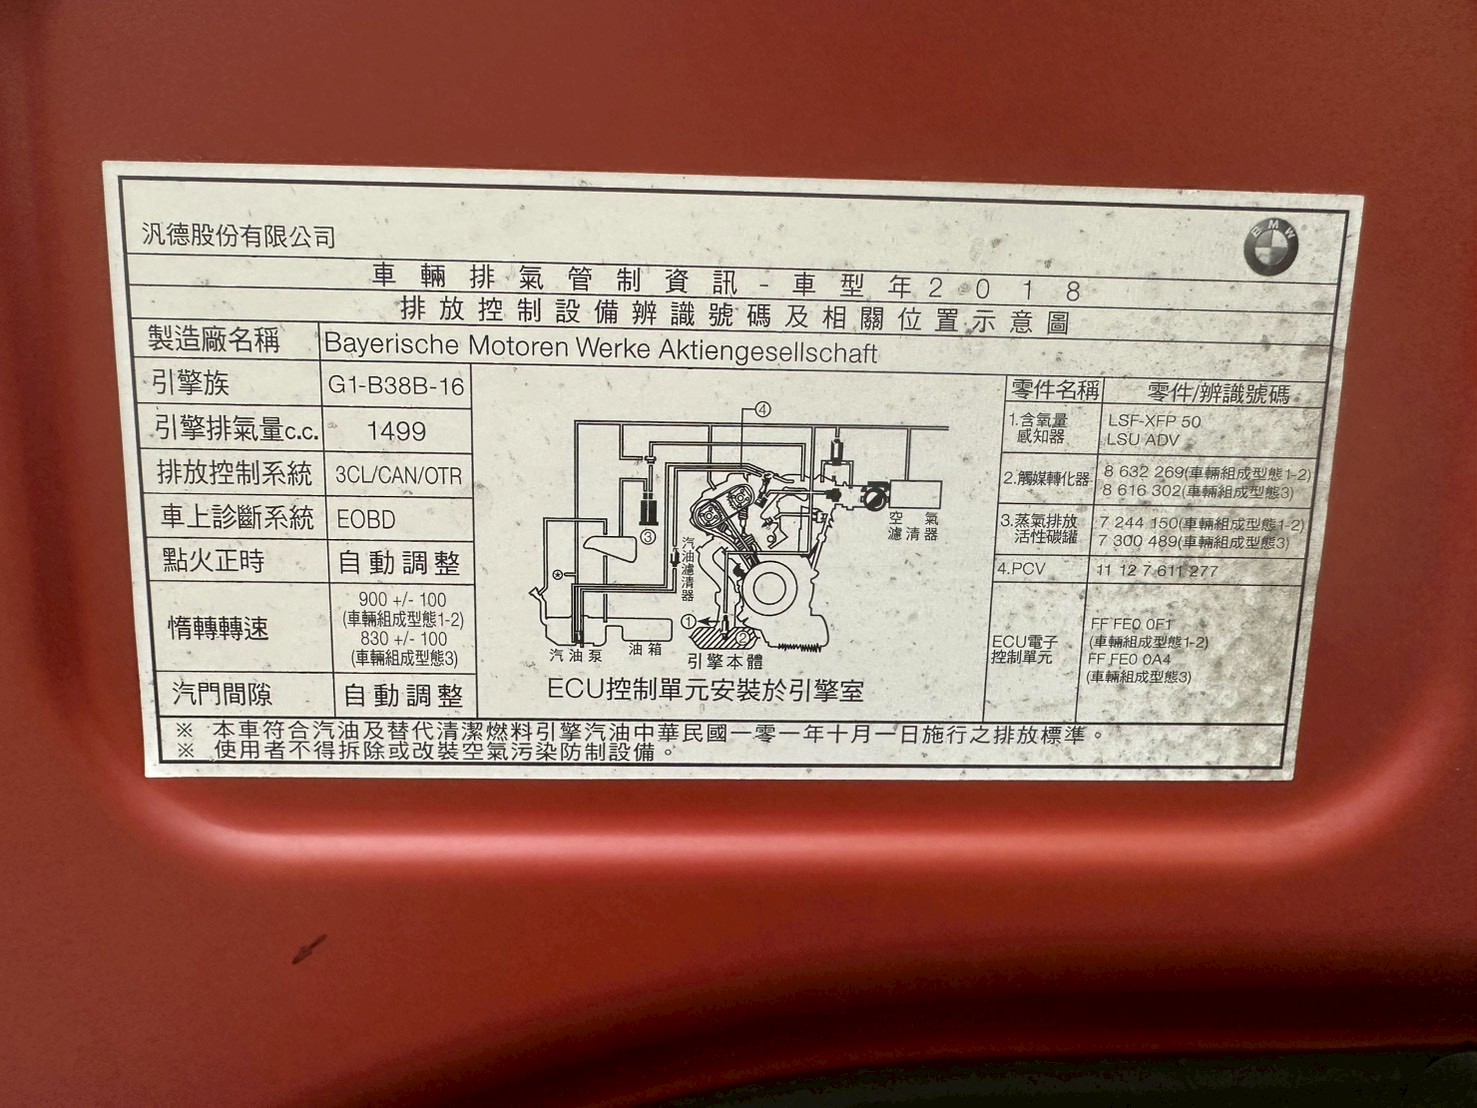 汎德股份有限公司
BMW
車輛排氣管制資訊-車型年2018
排放控制設備辨識號碼及相關位置示意圖
製造廠名稱 Bayerische Motoren Werke Aktiengesellschaft
引擎族 G1-B38B-16
引擎排氣量c.c. 1499
排放控制系統 3CL/CAN/OTR
車上診斷系統 EOBD
點火正時 自動調整
惰轉轉速
900 +/- 100
(車輛組成型態1-2)
830 +/- 100
(車輛組成型態3)
汽門間隙 自動調整
④
③
①
②
空氣
濾清器
汽油濾清器
汽油泵
油箱
引擎本體
ECU控制單元安裝於引擎室
零件名稱 零件/辨識號碼
1.含氧量
感知器
LSF-XFP 50
LSU ADV
2.觸媒轉化器
8 632 269(車輛組成型態1-2)
8 616 302(車輛組成型態3)
3.蒸氣排放
活性碳罐
7 244 150(車輛組成型態1-2)
7 300 489(車輛組成型態3)
4.PCV 11 12 7 611 277
ECU電子
控制單元
FF FE0 0F1
(車輛組成型態1-2)
FF FE0 0A4
(車輛組成型態3)
※ 本車符合汽油及替代清潔燃料引擎汽油中華民國一零一年十月一日施行之排放標準。
※ 使用者不得拆除或改裝空氣污染防制設備。